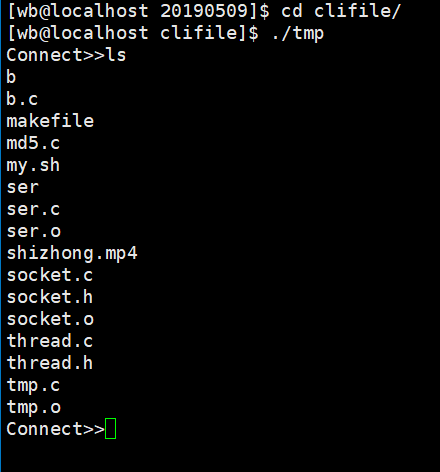 [wb@localhost 20190509]$ cd clifile/
[wb@localhost clifile]$ ./tmp
Connect>>ls
b
b.c
makefile
md5.c
my.sh
ser
ser.c
ser.o
shizhong.mp4
socket.c
socket.h
socket.o
thread.c
thread.h
tmp.c
tmp.o
Connect>>